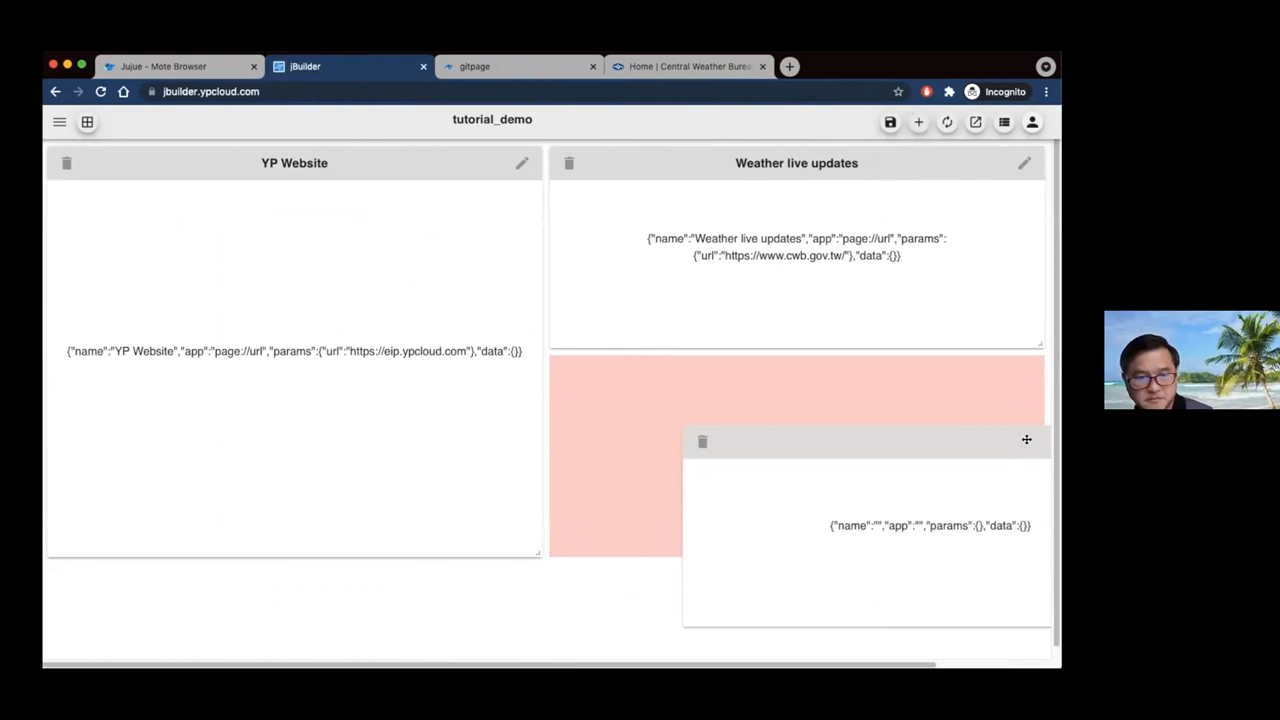 Jujue - Mote Browser
jBuilder
gitpage
Home | Central Weather Burea
jbuilder.ypcloud.com
Incognito
tutorial_demo
YP Website
Weather live updates
{"name":"Weather live updates","app":"page://url","params":
{"url":"https://www.cwb.gov.tw/"},"data":{}}
{"name":"YP Website","app":"page://url","params":{"url":"https://eip.ypcloud.com"},"data":{}}
{"name":"","app":"","params":{},"data":{}}